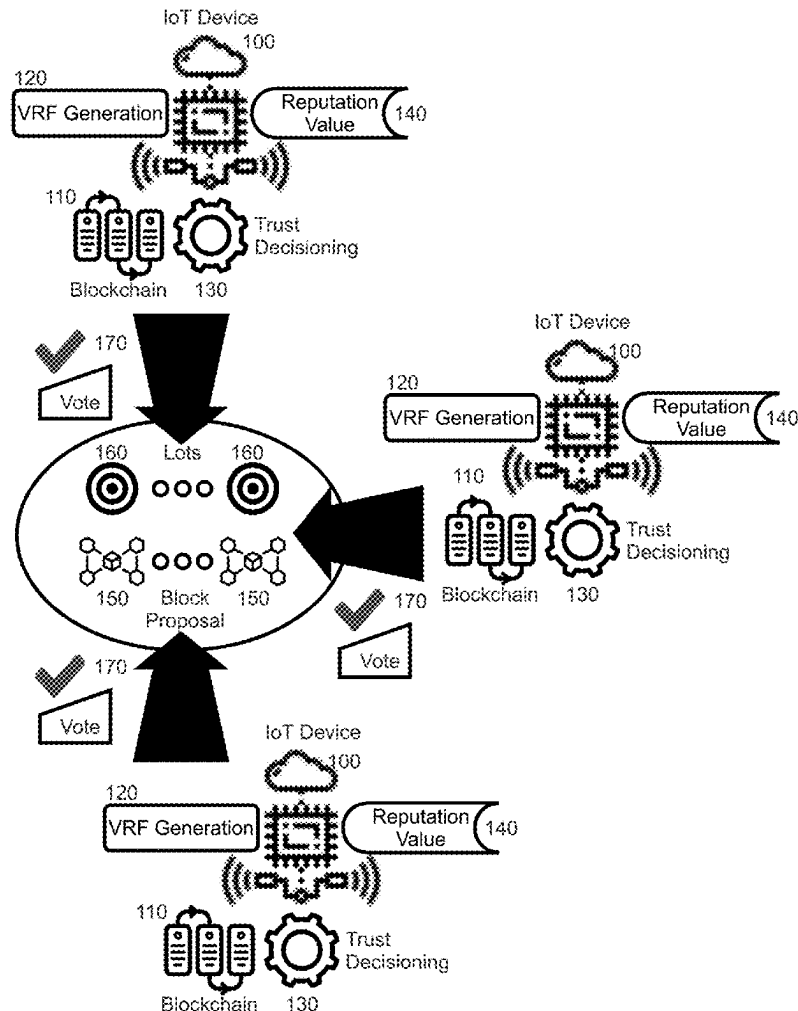 IoT Device
100
120
VRF Generation
Reputation
Value
140
110
Trust
Decisioning
Blockchain
130
170
Vote
160
Lots
160
150
150
Block
Proposal
IoT Device
100
120
VRF Generation
Reputation
Value
140
110
Trust
Decisioning
Blockchain
130
170
Vote
170
Vote
IoT Device
100
120
VRF Generation
Reputation
Value
140
110
Trust
Decisioning
Blockchain
130